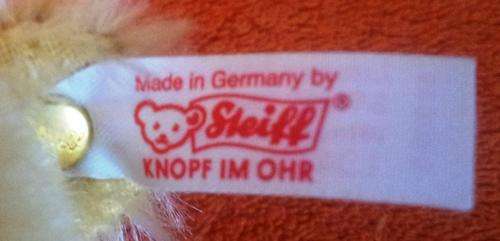 Made in Germany by
Steiff®
KNOPF IM OHR